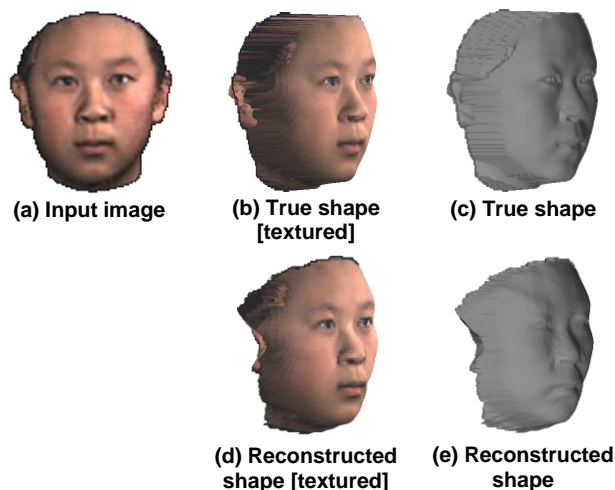 (a) Input image
(b) True shape
[textured]
(c) True shape
(d) Reconstructed
shape [textured]
(e) Reconstructed
shape